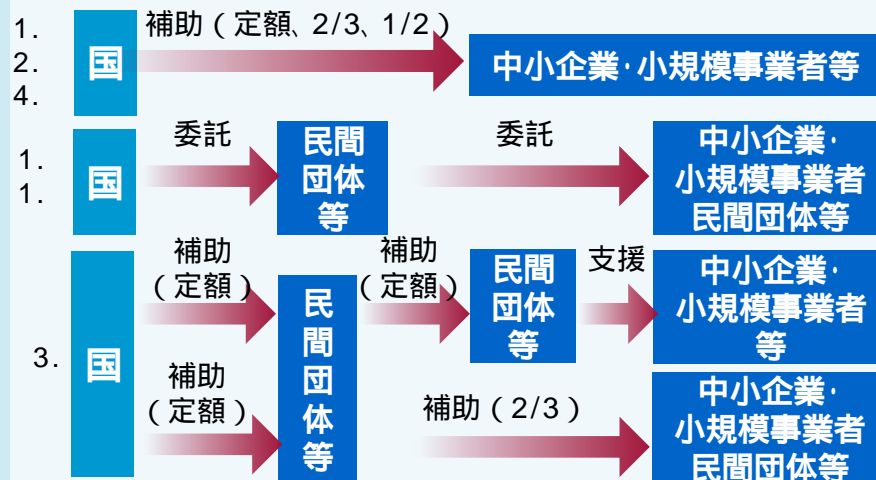 1.
2.
4.
国
補助（定額、2/3、1/2）
中小企業・小規模事業者等
1.
1.
国
委託
民間
団体
等
委託
中小企業・
小規模事業者
民間団体等
3.
国
補助
（定額）
補助
（定額）
民
間
団
体
等
補助
（定額）
民間
団体
等
支援
中小企業・
小規模事業者
等
補助（2/3）
中小企業・
小規模事業者
民間団体等